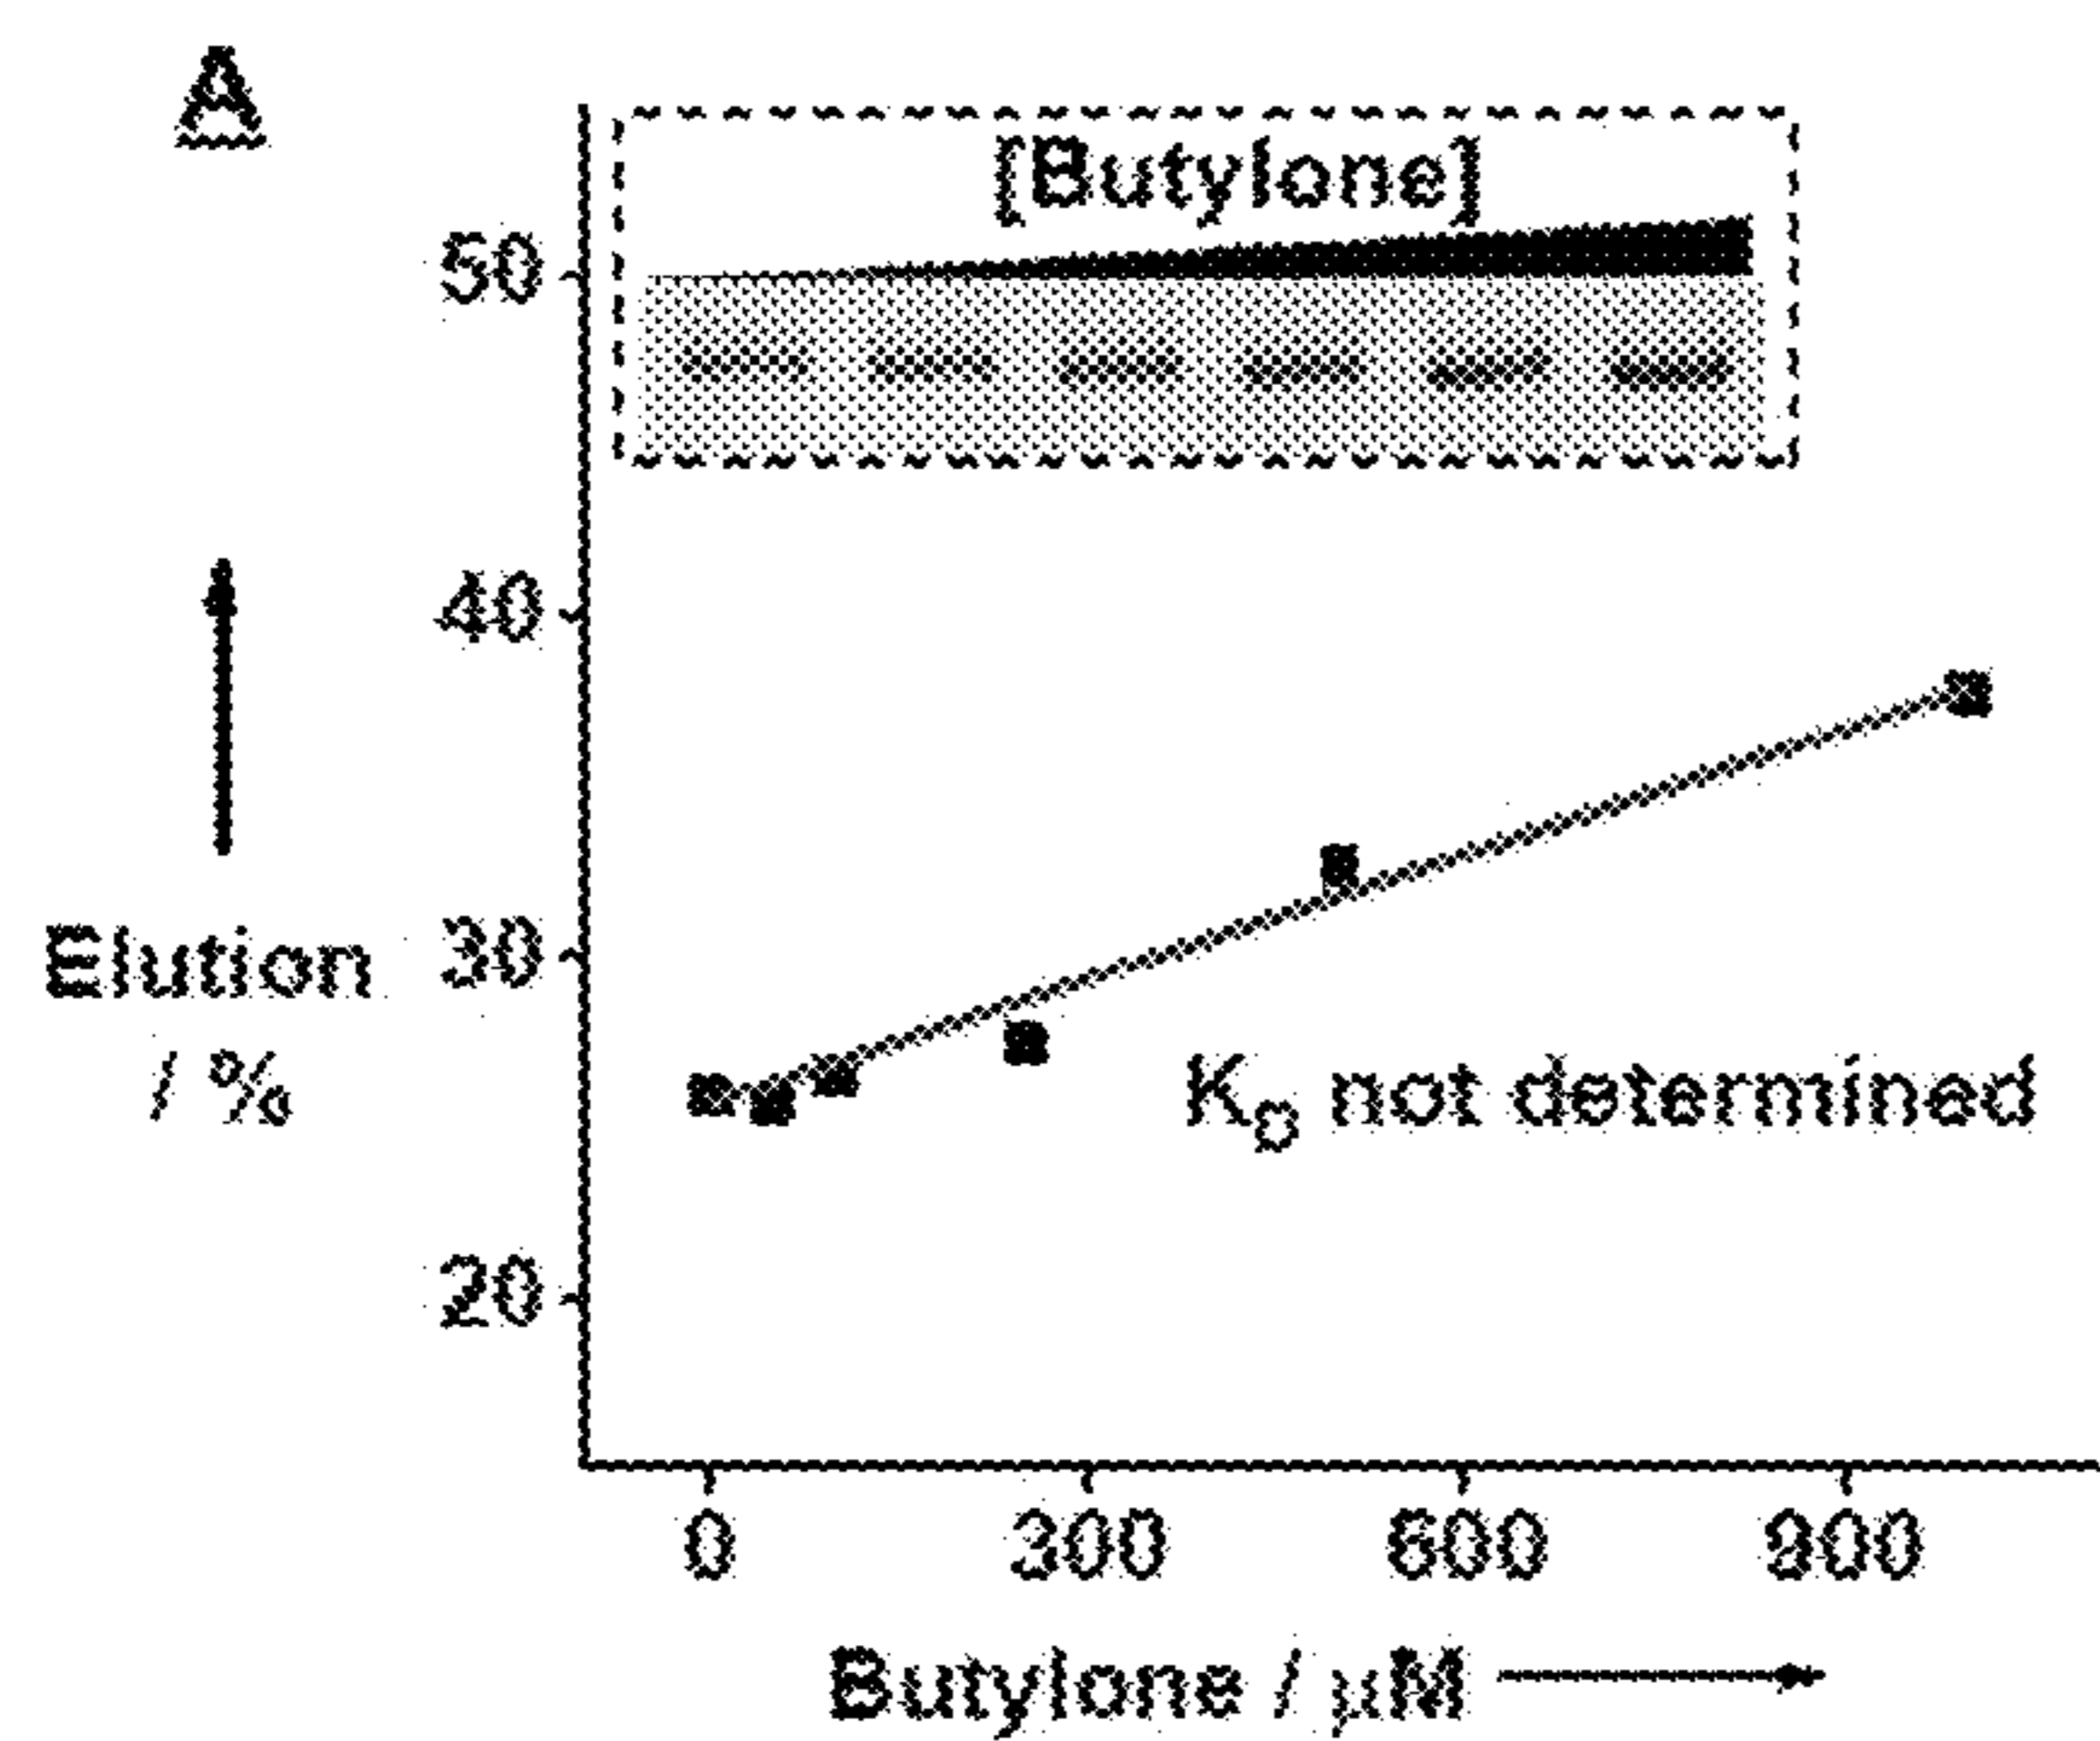 A
[Butylone]
50
40
30
20
Elution
/ %
K_D not determined
0 300 600 900
Butylone / µM